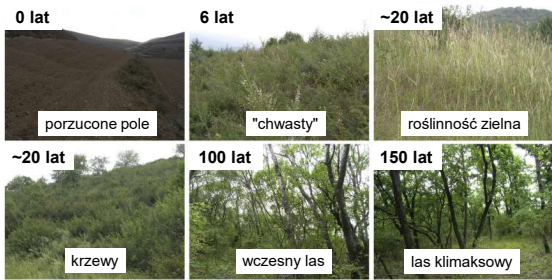 0 lat
6 lat
~20 lat
porzucone pole
"chwasty"
roślinność zielna
~20 lat
100 lat
150 lat
krzewy
wczesny las
las klimaksowy